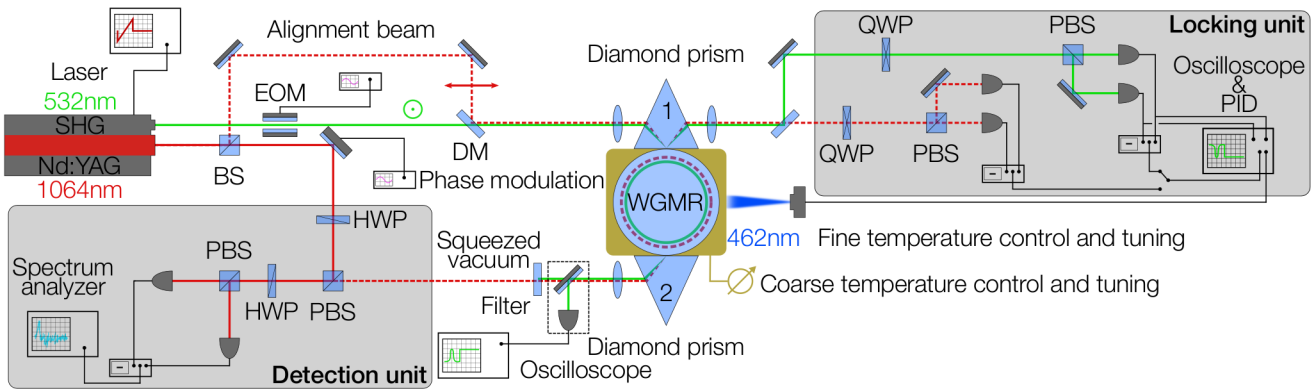 Alignment beam
Laser
532nm
SHG
Nd:YAG
1064nm
EOM
BS
DM
Phase modulation
Diamond prism
1
WGMR
2
Diamond prism
QWP
PBS
Locking unit
Oscilloscope
&
PID
QWP
PBS
462nm
Fine temperature control and tuning
Coarse temperature control and tuning
HWP
PBS
Spectrum
analyzer
HWP
PBS
Squeezed
vacuum
Filter
Oscilloscope
Detection unit